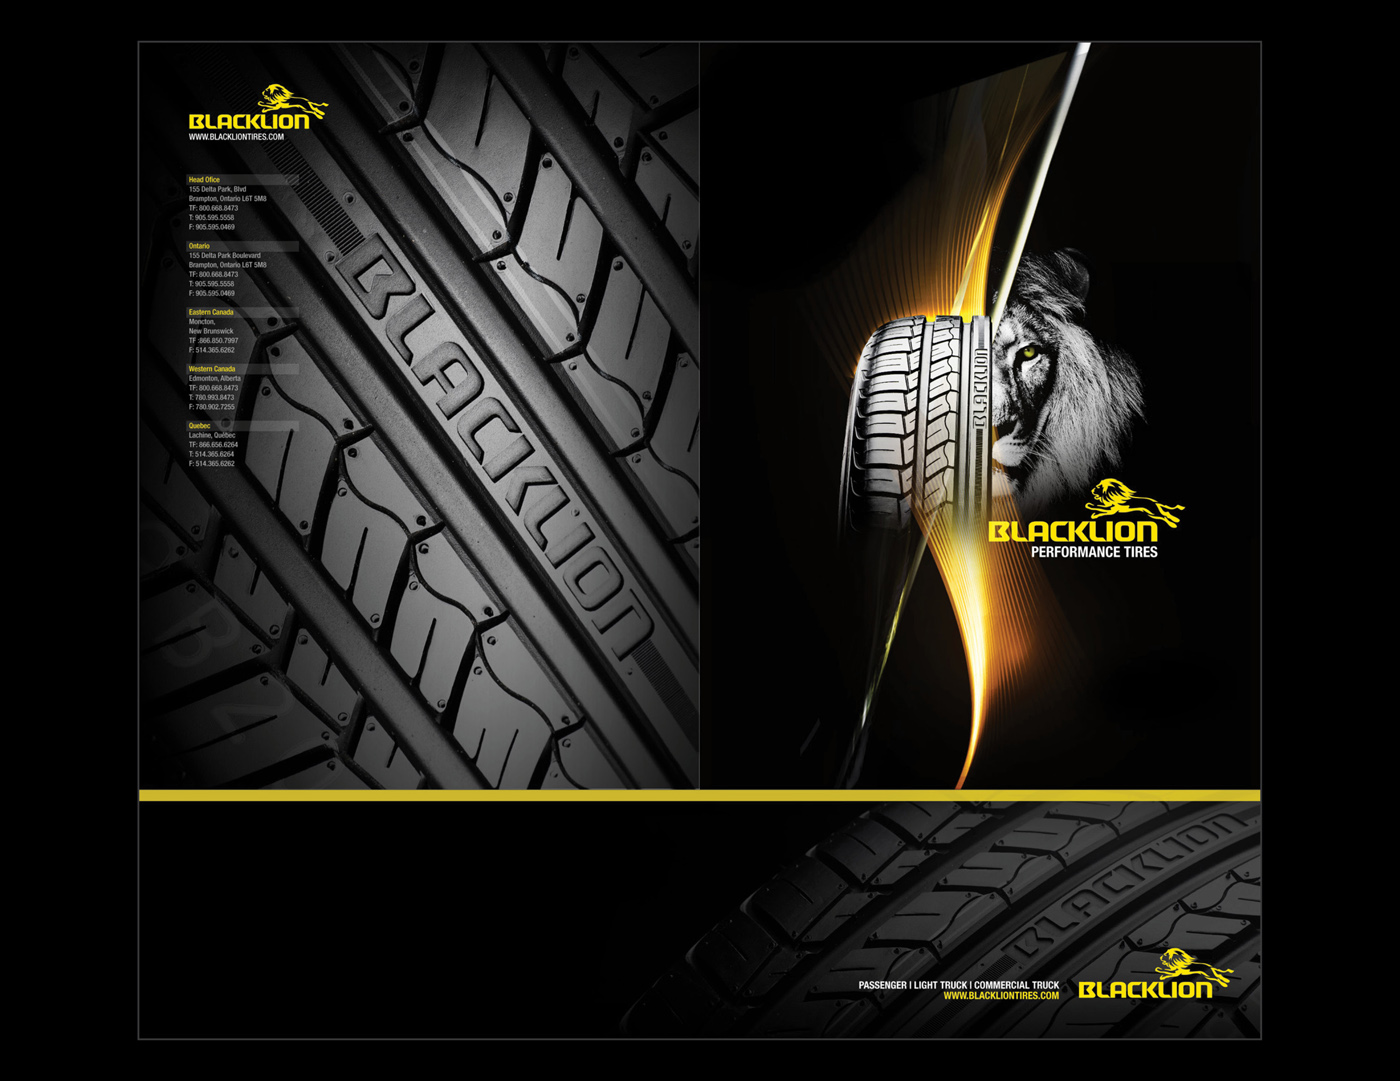 BLACKLION
WWW.BLACKLIONTIRES.COM
Head Ofice
155 Delta Park, Blvd
Brampton, Ontario L6T 5M8
TF: 800.668.8473
T: 905.595.5558
F: 905.595.0469
Ontario
155 Delta Park Boulevard
Brampton, Ontario L6T 5M8
TF: 800.668.8473
T: 905.595.5558
F: 905.595.0469
Eastern Canada
Moncton,
New Brunswick
TF :866.850.7997
F: 514.365.6262
Western Canada
Edmonton, Alberta
TF: 800.668.8473
T: 780.993.8473
F: 780.902.7255
Quebec
Lachine, Québec
TF: 866.656.6264
T: 514.365.6264
F: 514.365.6262
BLACKLION
B2
BLACKLION
BLACKLION
PERFORMANCE TIRES
BLACKLION
PASSENGER | LIGHT TRUCK | COMMERCIAL TRUCK
WWW.BLACKLIONTIRES.COM
BLACKLION